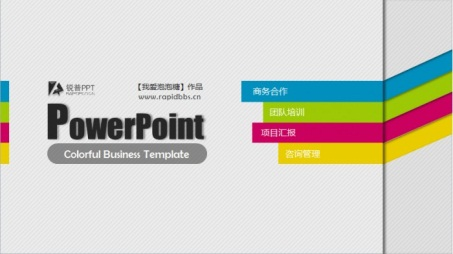 锐普PPT
【我爱泡泡糖】作品
www.rapidbbs.cn
PowerPoint
Colorful Business Template
商务合作
团队培训
项目汇报
咨询管理